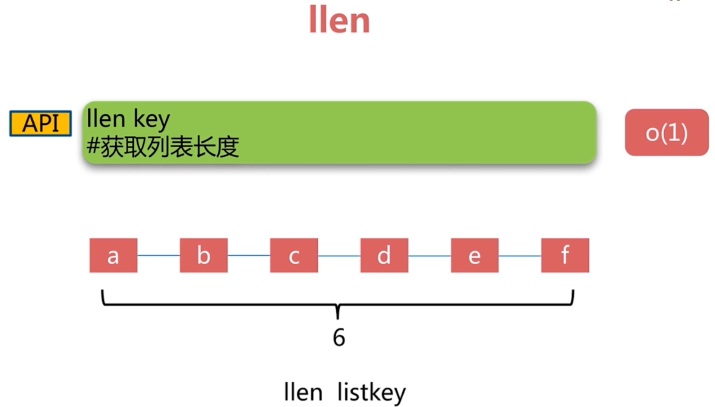 llen
API
llen key
#获取列表长度
o(1)
a b c d e f
6
llen listkey